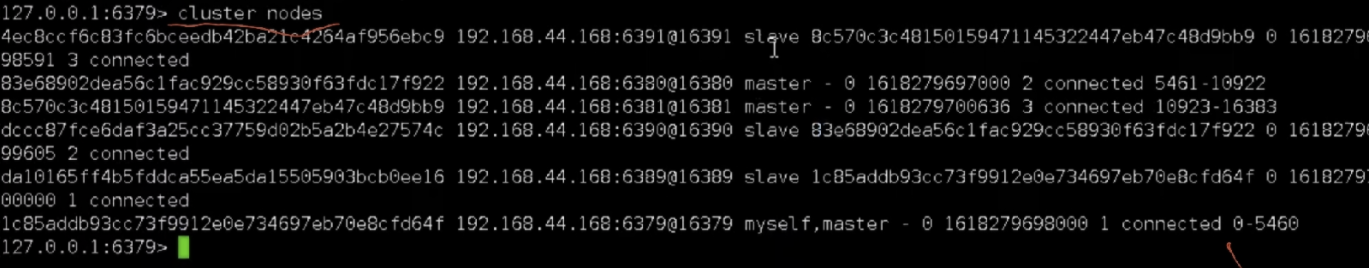 127.0.0.1:6379> cluster nodes
4ec8ccf6c83fc6bceedb42ba21c4264af956ebc9 192.168.44.168:6391@16391 slave 8c570c3c48150159471145322447eb47c48d9bb9 0 16182796
98591 3 connected
83e68902dea56c1fac929cc58930f63fdc17f922 192.168.44.168:6380@16380 master - 0 1618279697000 2 connected 5461-10922
8c570c3c48150159471145322447eb47c48d9bb9 192.168.44.168:6381@16381 master - 0 1618279700636 3 connected 10923-16383
dccc87fce6daf3a25cc37759d02b5a2b4e27574c 192.168.44.168:6390@16390 slave 83e68902dea56c1fac929cc58930f63fdc17f922 0 16182796
99605 2 connected
da10165ff4b5fddca55ea5da15505903bcb0ee16 192.168.44.168:6389@16389 slave 1c85addb93cc73f9912e0e734697eb70e8cfd64f 0 16182797
00000 1 connected
1c85addb93cc73f9912e0e734697eb70e8cfd64f 192.168.44.168:6379@16379 myself,master - 0 1618279698000 1 connected 0-5460
127.0.0.1:6379>